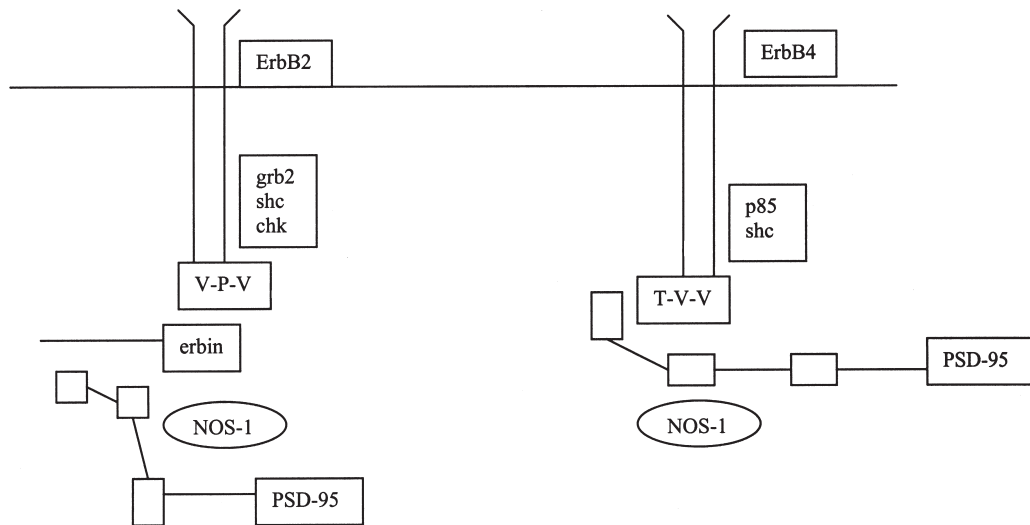 ErbB2
ErbB4
grb2
shc
chk
p85
shc
V-P-V
T-V-V
erbin
PSD-95
NOS-1
NOS-1
PSD-95